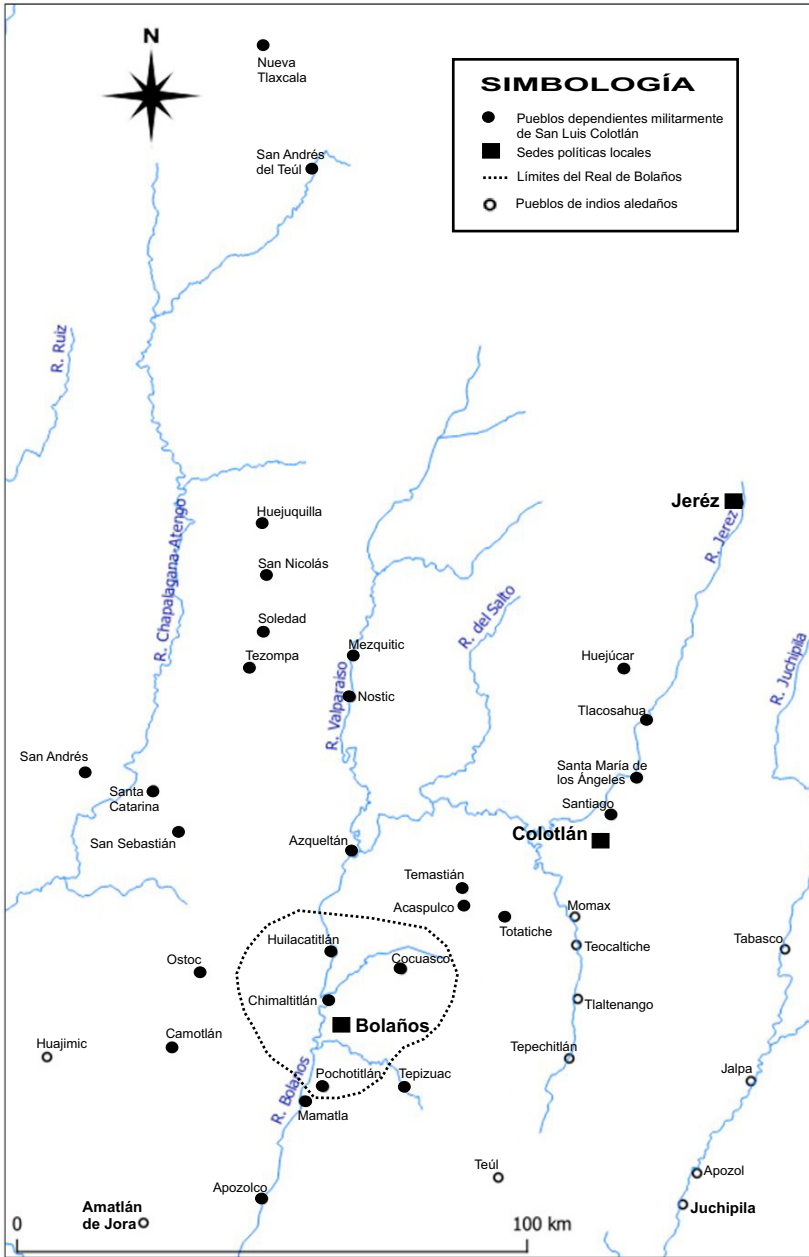 N
Nueva
Tlaxcala
SIMBOLOGÍA
Pueblos dependientes militarmente
de San Luis Colotlán
Sedes políticas locales
Límites del Real de Bolaños
Pueblos de indios aledaños
San Andrés
del Teúl
R. Ruiz
R. Chapalagana-Atengo
Huejuquilla
San Nicolás
Soledad
Tezompa
Mezquitic
Nostic
R. Valparaiso
R. del Salto
Jeréz
R. Jerez
Huejúcar
Tlacosahua
R. Juchipila
San Andrés
Santa
Catarina
San Sebastián
Santa María de
los Ángeles
Santiago
Colotlán
Azqueltán
Temastián
Acaspulco
Totatiche
Momax
Teocaltiche
Tabasco
Huilacatitlán
Cocuasco
Ostoc
Chimaltitlán
Bolaños
Tlaltenango
Huajimic
Camotlán
Tepechitlán
Jalpa
R. Bolaños
Pochotitlán
Tepizuac
Mamatla
Teúl
Apozol
Apozolco
Juchipila
Amatlán
de Jora
0
100 km